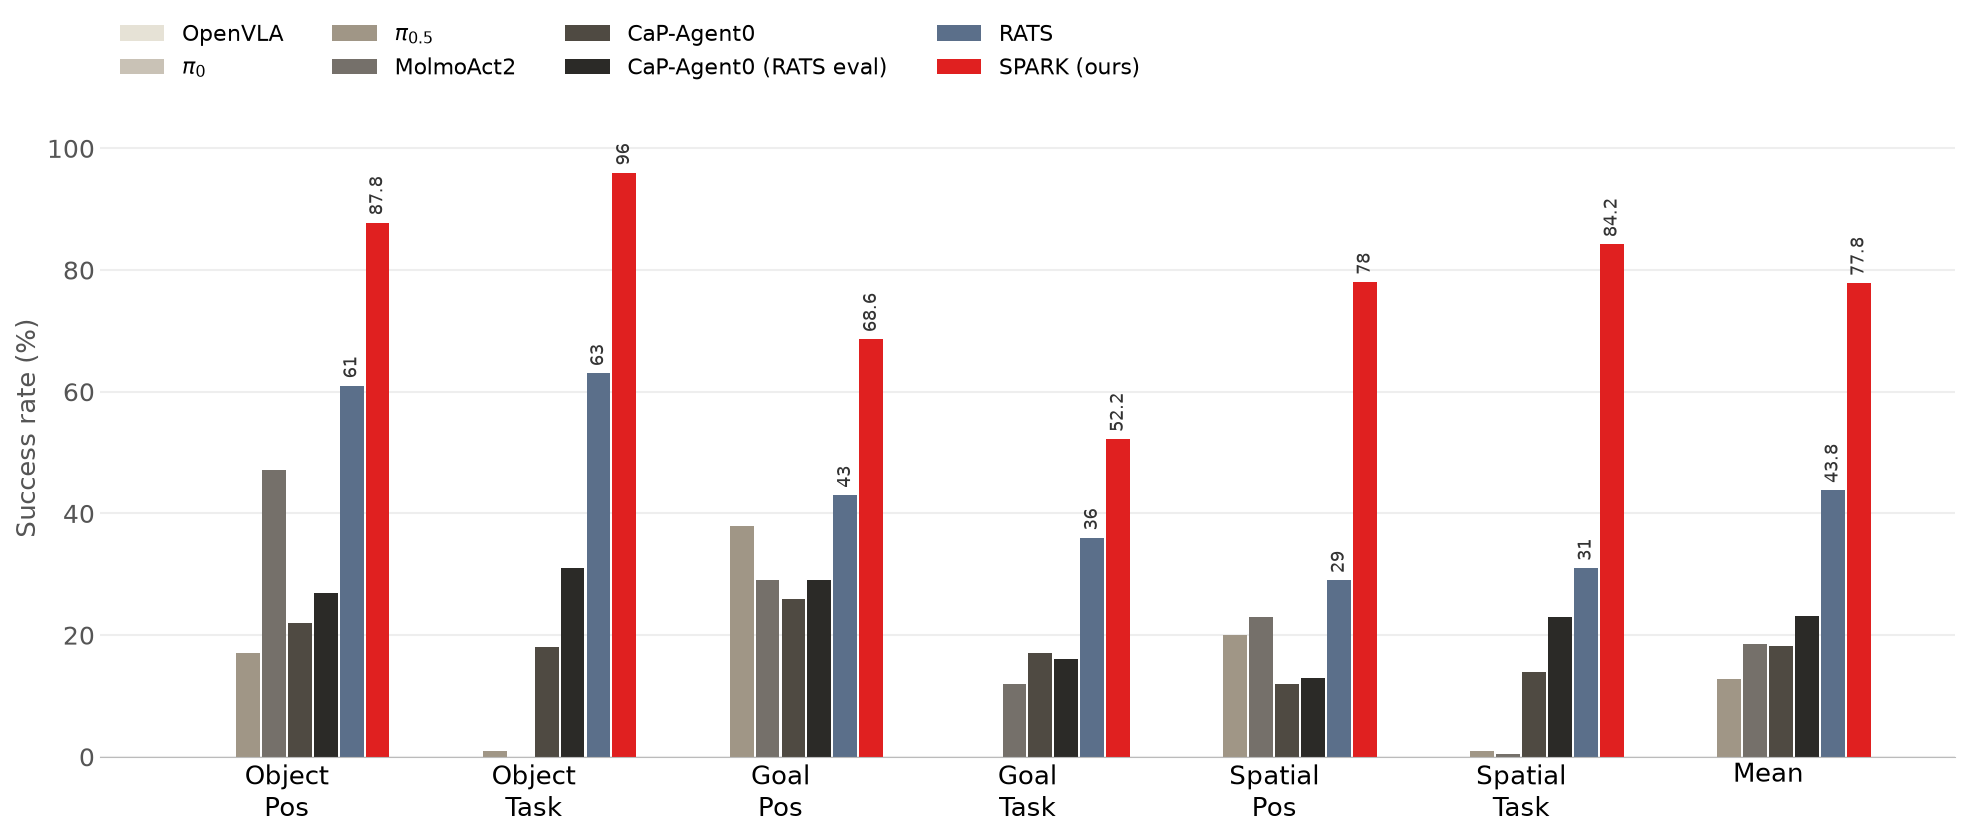 OpenVLA
π0
π0.5
MolmoAct2
CaP-Agent0
CaP-Agent0 (RATS eval)
RATS
SPARK (ours)
Success rate (%)
100
80
60
40
20
0
61
87.8
63
96
43
68.6
36
52.2
29
78
31
84.2
43.8
77.8
Object
Pos
Object
Task
Goal
Pos
Goal
Task
Spatial
Pos
Spatial
Task
Mean